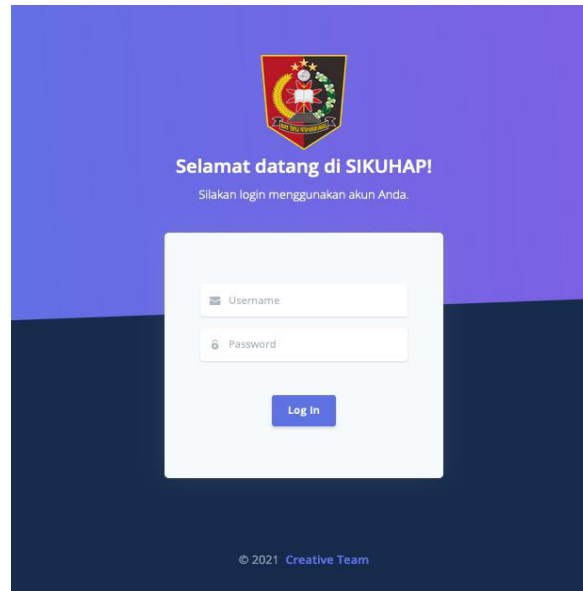 Selamat datang di SIKUHAP!
Silakan login menggunakan akun Anda.
Username
Password
Log In
© 2021 Creative Team